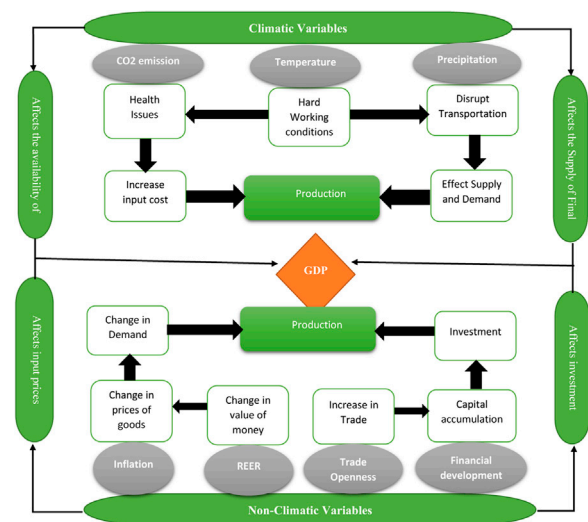 Climatic Variables
CO2 emission
Temperature
Precipitation
Affects the availability of
Affects the Supply of Final
Health
Issues
Hard
Working
conditions
Disrupt
Transportation
Increase
input cost
Production
Effect Supply
and Demand
GDP
Affects input prices
Affects investment
Change in
Demand
Production
Investment
Change in
prices of
goods
Change in
value of
money
Increase in
Trade
Capital
accumulation
Inflation
REER
Trade
Openness
Financial
development
Non-Climatic Variables